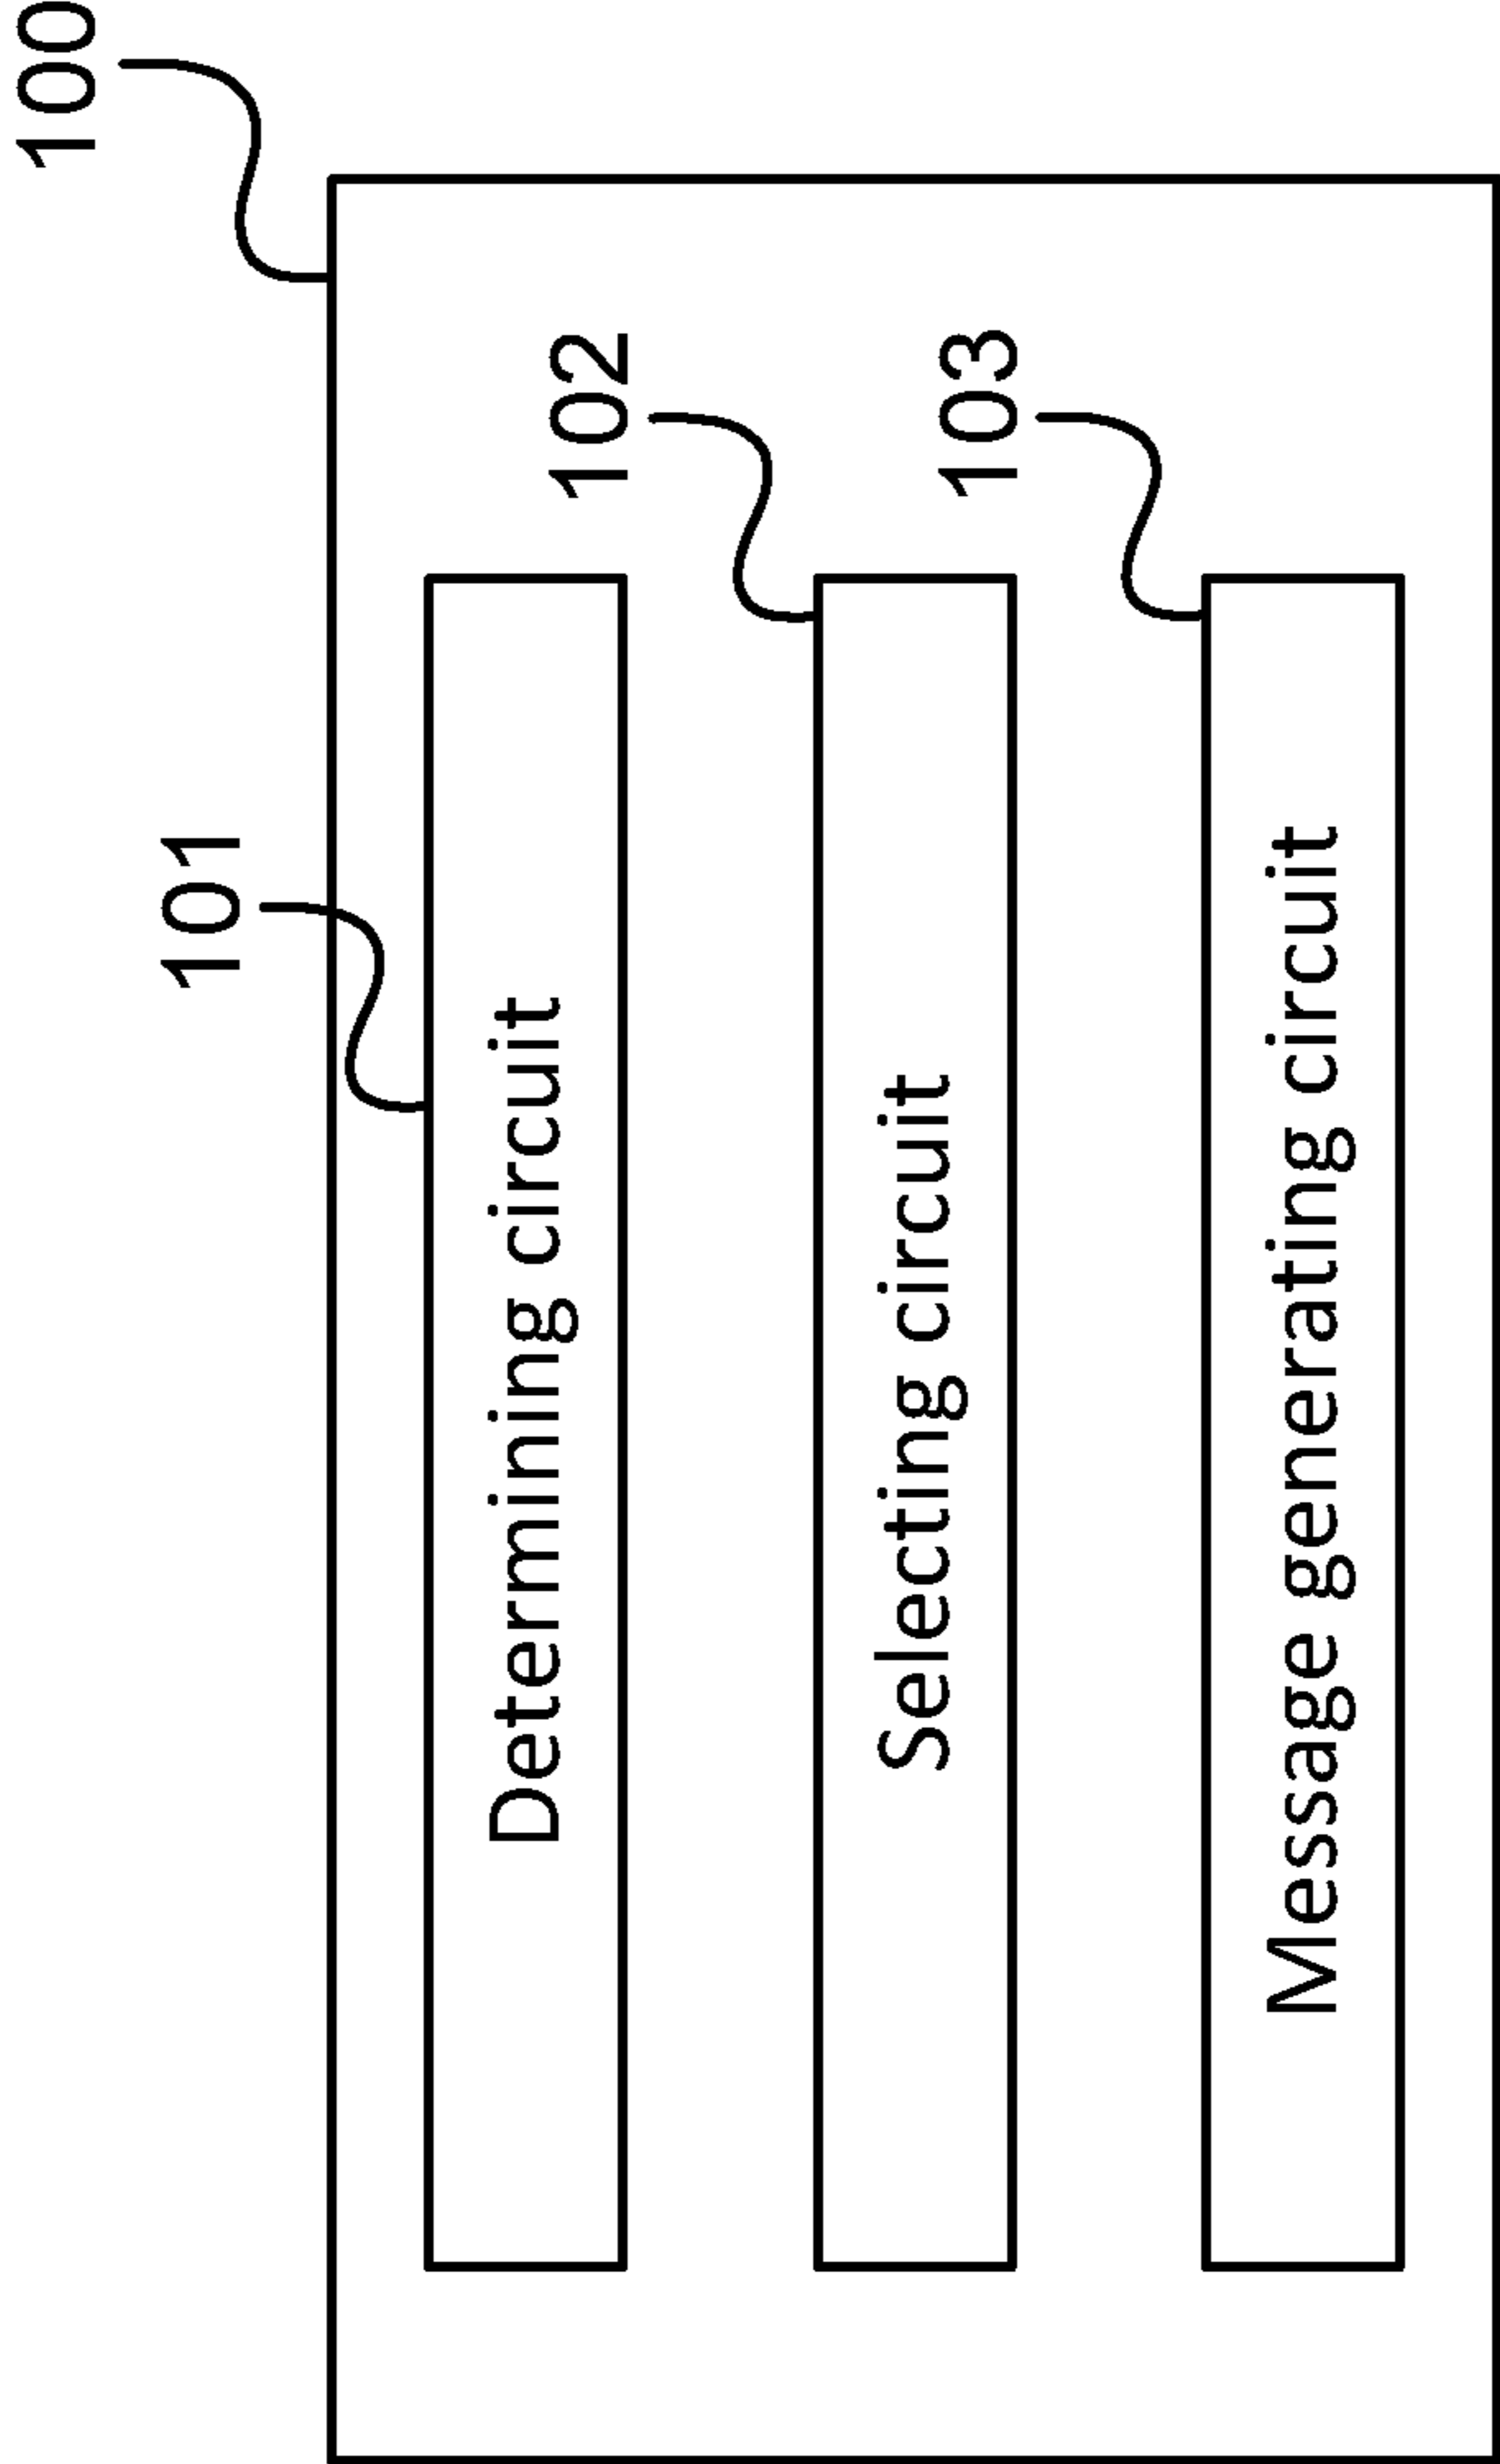 100
101
Determining circuit
102
Selecting circuit
103
Message generating circuit